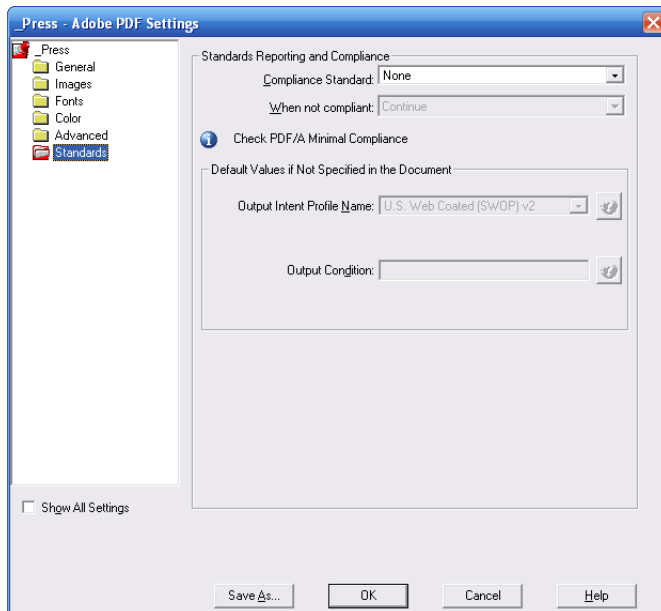 _Press - Adobe PDF Settings
_Press
General
Images
Fonts
Color
Advanced
Standards
Show All Settings
Standards Reporting and Compliance
Compliance Standard: None
When not compliant: Continue
Check PDF/A Minimal Compliance
Default Values if Not Specified in the Document
Output Intent Profile Name: U.S. Web Coated (SWOP) v2
Output Condition:
Save As... OK Cancel Help